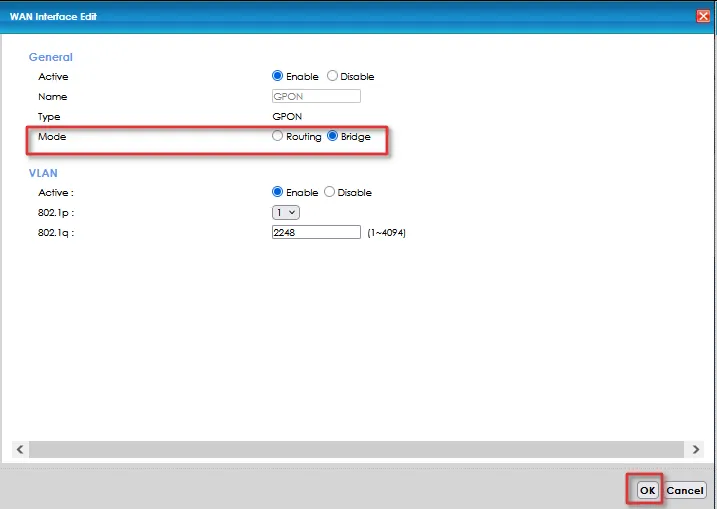 WAN Interface Edit
General
Active Enable Disable
Name GPON
Type GPON
Mode Routing Bridge
VLAN
Active : Enable Disable
802.1p : 1
802.1q : 2248 (1~4094)
OK Cancel